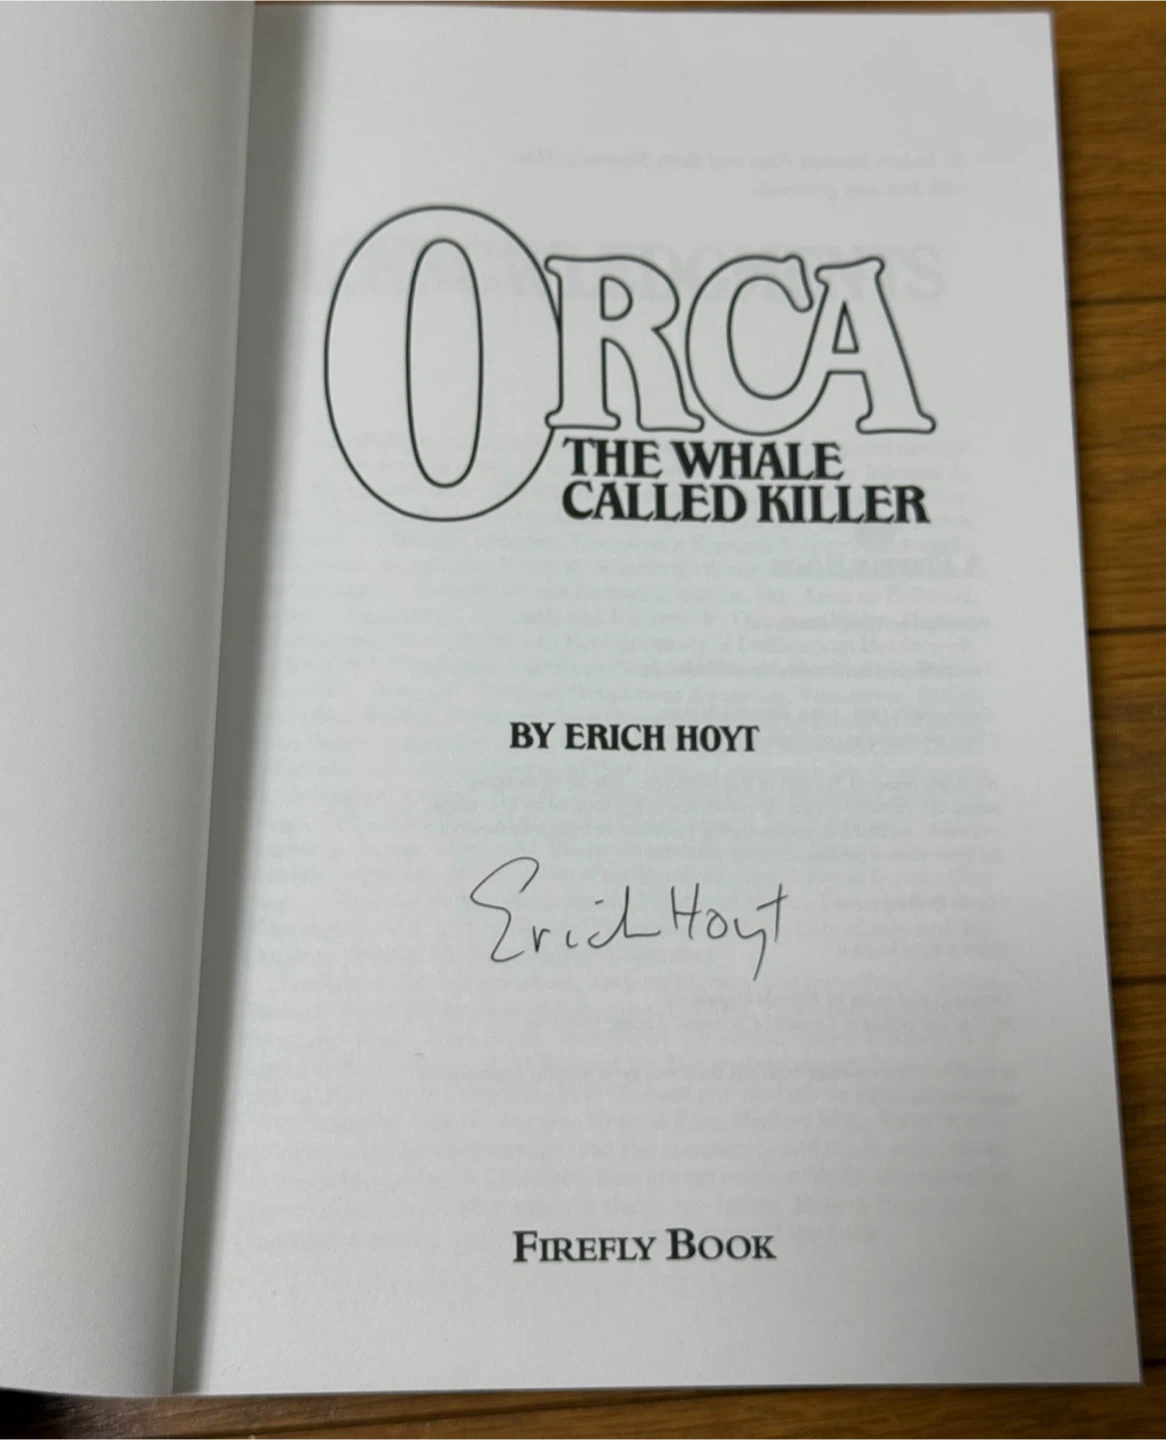 ORCA
THE WHALE
CALLED KILLER
BY ERICH HOYT
Erich Hoyt
FIREFLY BOOK